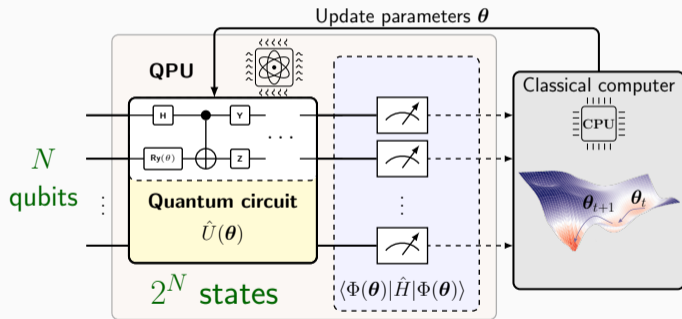 Update parameters θ
QPU
Classical computer
CPU
H
Y
. . .
Ry(θ)
Z
N
qubits
⋮
Quantum circuit
Û(θ)
⋮
θₜ₊₁
θₜ
2ᴺ states
⟨Φ(θ)|Ĥ|Φ(θ)⟩